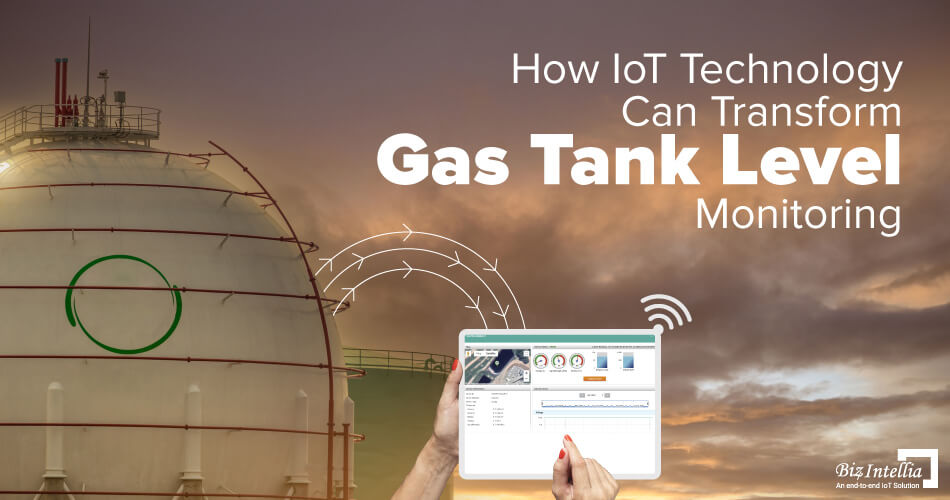 How IoT Technology
Can Transform
Gas Tank Level
Monitoring
Biz Intellia
An end-to-end IoT Solution